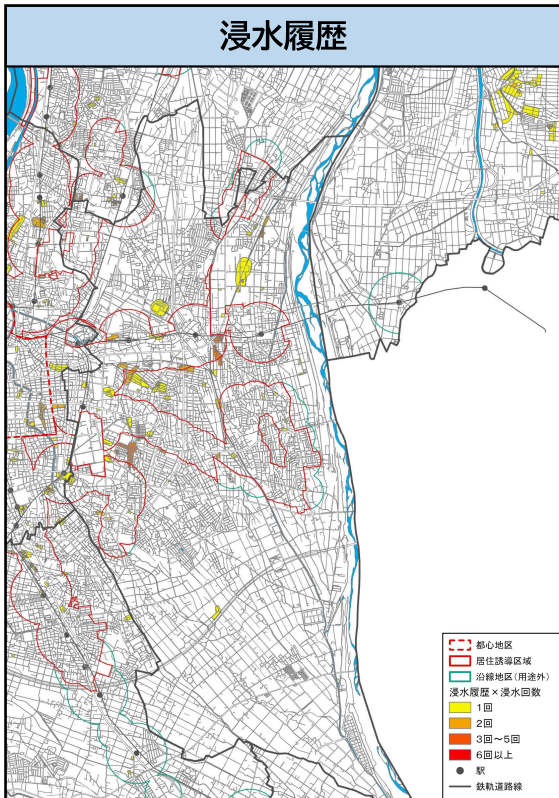 浸水履歴
都心地区
居住誘導区域
沿線地区(用途外)
浸水履歴×浸水回数
1回
2回
3回～5回
6回以上
駅
鉄軌道路線